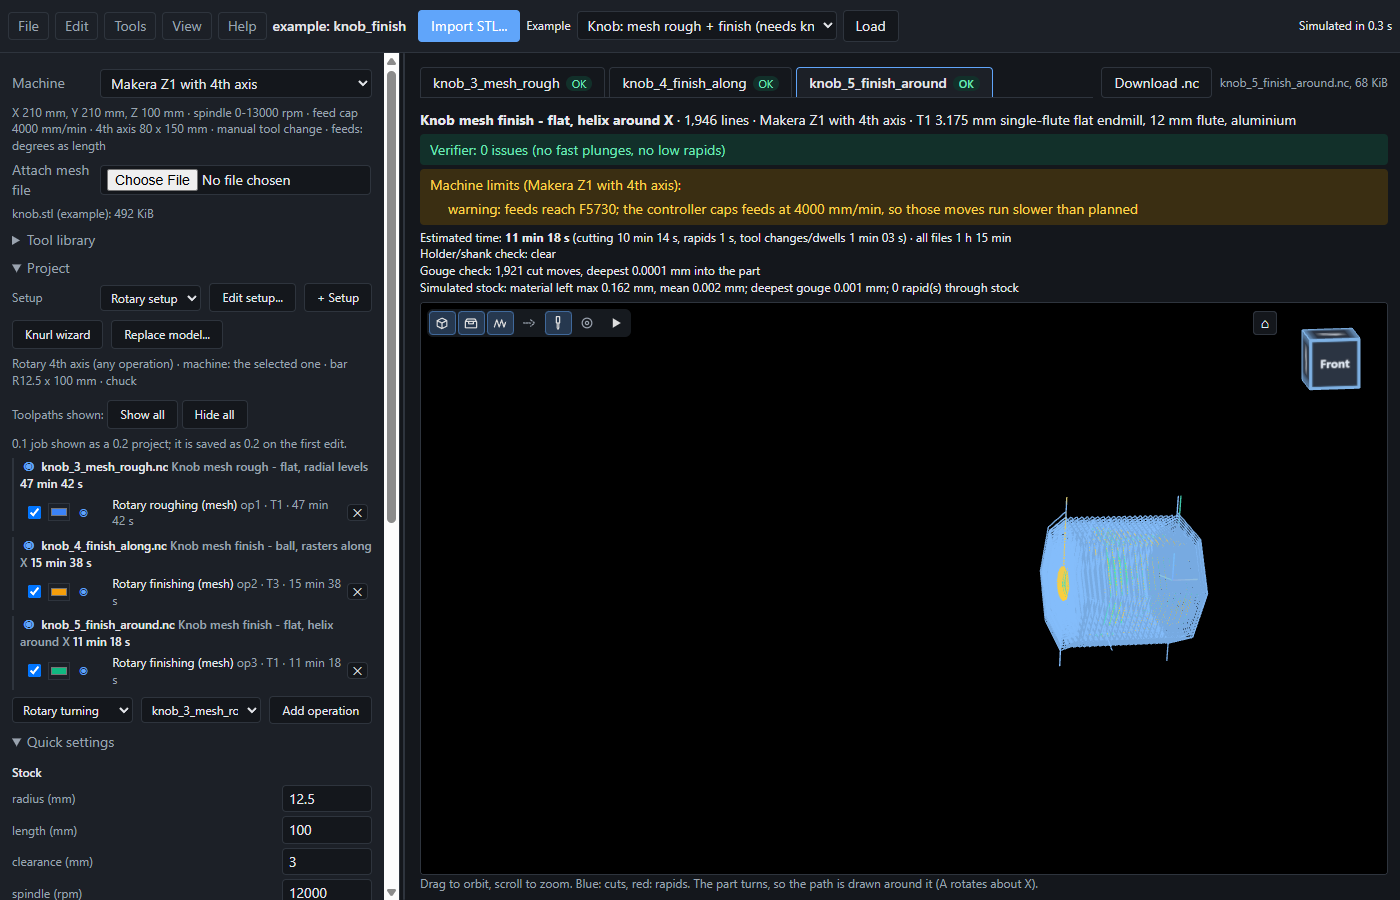 File Edit Tools View Help example: knob_finish Import STL... Example Knob: mesh rough + finish (needs kn Load Simulated in 0.3 s
Machine Makera Z1 with 4th axis
X 210 mm, Y 210 mm, Z 100 mm · spindle 0-13000 rpm · feed cap
4000 mm/min · 4th axis 80 x 150 mm · manual tool change · feeds:
degrees as length
Attach mesh file Choose File No file chosen
knob.stl (example): 492 KiB
Tool library
Project
Setup Rotary setup Edit setup... + Setup
Knurl wizard Replace model...
Rotary 4th axis (any operation) · machine: the selected one · bar
R12.5 x 100 mm · chuck
Toolpaths shown: Show all Hide all
0.1 job shown as a 0.2 project; it is saved as 0.2 on the first edit.
knob_3_mesh_rough.nc Knob mesh rough - flat, radial levels
47 min 42 s
Rotary roughing (mesh) op1 · T1 · 47 min
42 s
knob_4_finish_along.nc Knob mesh finish - ball, rasters along
X 15 min 38 s
Rotary finishing (mesh) op2 · T3 · 15 min 38
s
knob_5_finish_around.nc Knob mesh finish - flat, helix
around X 11 min 18 s
Rotary finishing (mesh) op3 · T1 · 11 min 18
s
Rotary turning knob_3_mesh_rc Add operation
Quick settings
Stock
radius (mm) 12.5
length (mm) 100
clearance (mm) 3
spindle (rpm) 12000
knob_3_mesh_rough OK knob_4_finish_along OK knob_5_finish_around OK Download .nc knob_5_finish_around.nc, 68 KiB
Knob mesh finish - flat, helix around X · 1,946 lines · Makera Z1 with 4th axis · T1 3.175 mm single-flute flat endmill, 12 mm flute, aluminium
Verifier: 0 issues (no fast plunges, no low rapids)
Machine limits (Makera Z1 with 4th axis):
warning: feeds reach F5730; the controller caps feeds at 4000 mm/min, so those moves run slower than planned
Estimated time: 11 min 18 s (cutting 10 min 14 s, rapids 1 s, tool changes/dwells 1 min 03 s) · all files 1 h 15 min
Holder/shank check: clear
Gouge check: 1,921 cut moves, deepest 0.0001 mm into the part
Simulated stock: material left max 0.162 mm, mean 0.002 mm; deepest gouge 0.001 mm; 0 rapid(s) through stock
Front
Drag to orbit, scroll to zoom. Blue: cuts, red: rapids. The part turns, so the path is drawn around it (A rotates about X).